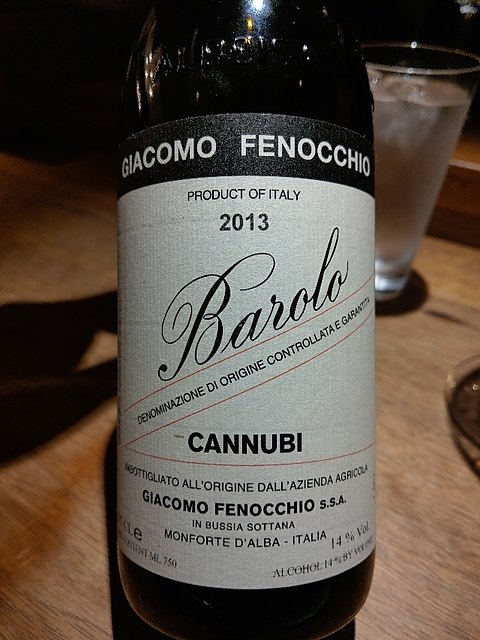 GIACOMO FENOCCHIO
PRODUCT OF ITALY
2013
Barolo
DENOMINAZIONE DI ORIGINE CONTROLLATA E GARANTITA
CANNUBI
IMBOTTIGLIATO ALL'ORIGINE DALL'AZIENDA AGRICOLA
GIACOMO FENOCCHIO S.S.A.
IN BUSSIA SOTTANA
MONFORTE D'ALBA - ITALIA
14 % Vol.
ML 750
ALCOHOL 14 % BY VOLUME